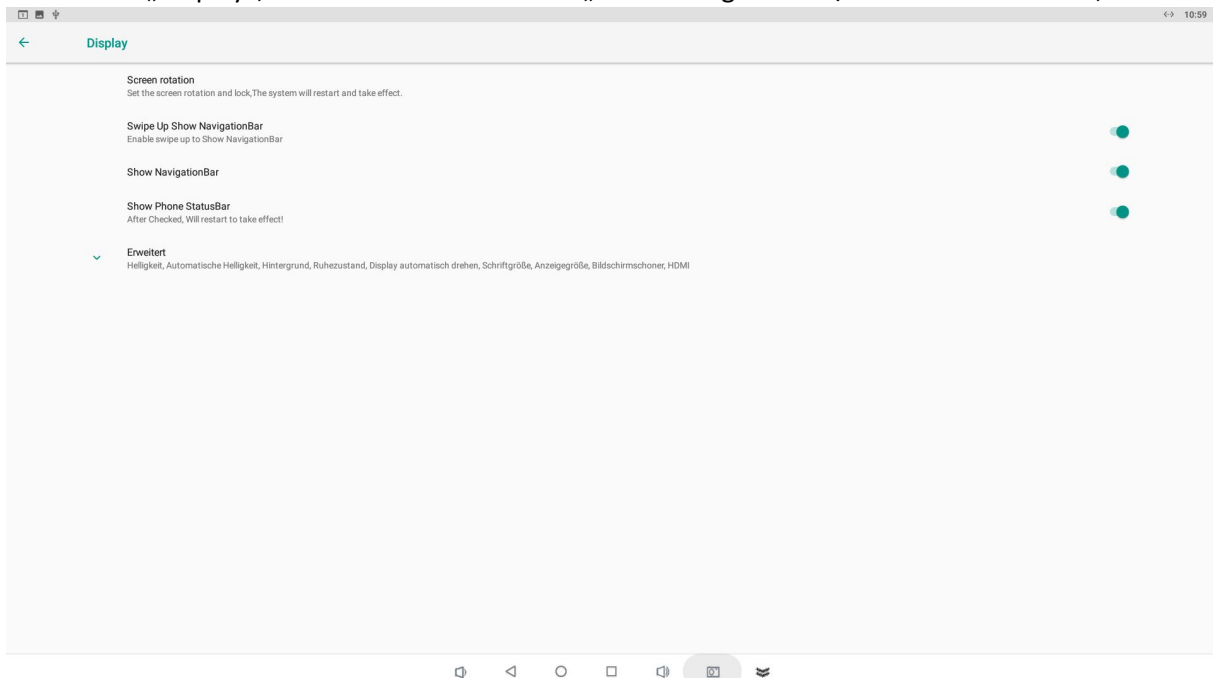 10:59
Display
Screen rotation
Set the screen rotation and lock,The system will restart and take effect.
Swipe Up Show NavigationBar
Enable swipe up to Show NavigationBar
Show NavigationBar
Show Phone StatusBar
After Checked, Will restart to take effect!
Erweitert
Helligkeit, Automatische Helligkeit, Hintergrund, Ruhezustand, Display automatisch drehen, Schriftgröße, Anzeigegröße, Bildschirmschoner, HDMI